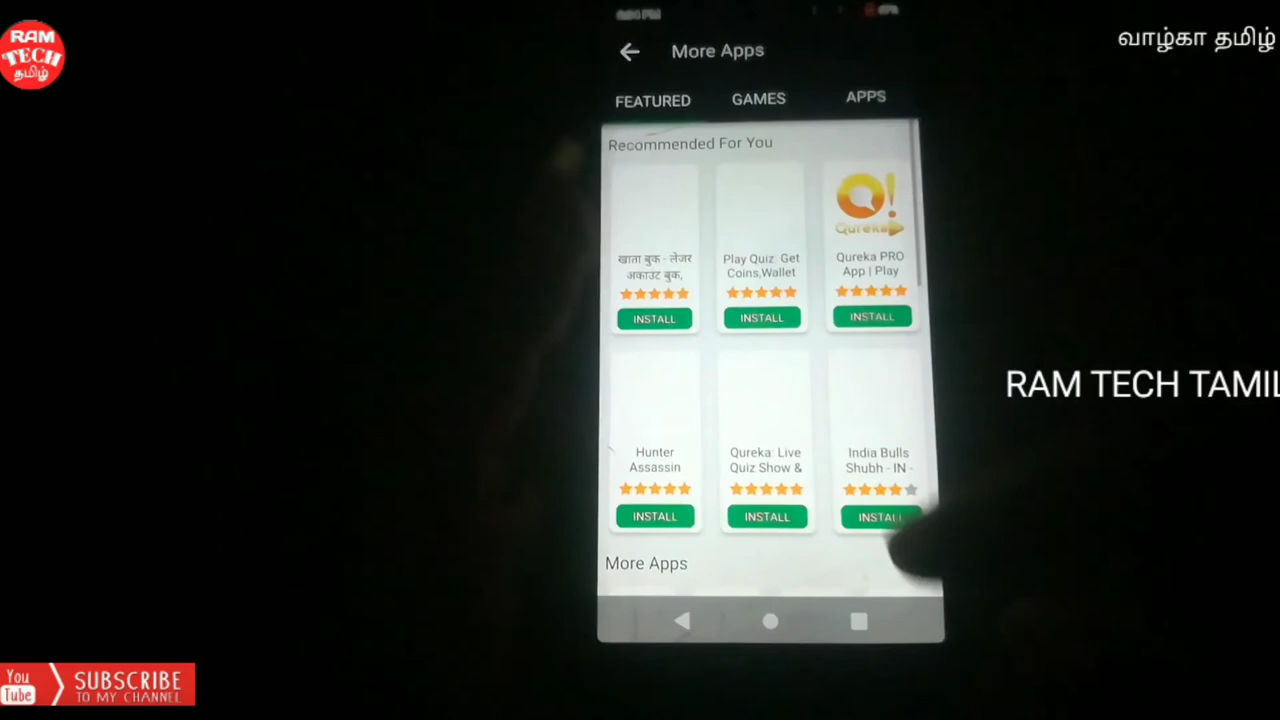 RAM
TECH
தமிழ்
வாழ்கா தமிழ்
More Apps
FEATURED
GAMES
APPS
Recommended For You
Qureka
खाता बुक - लेजर
अकाउंट बुक,
INSTALL
Play Quiz. Get
Coins,Wallet
INSTALL
Qureka PRO
App | Play
INSTALL
Hunter
Assassin
INSTALL
Qureka: Live
Quiz Show &
INSTALL
India Bulls
Shubh - IN -
INSTALL
More Apps
RAM TECH TAMIL
You
Tube
SUBSCRIBE
TO MY CHANNEL